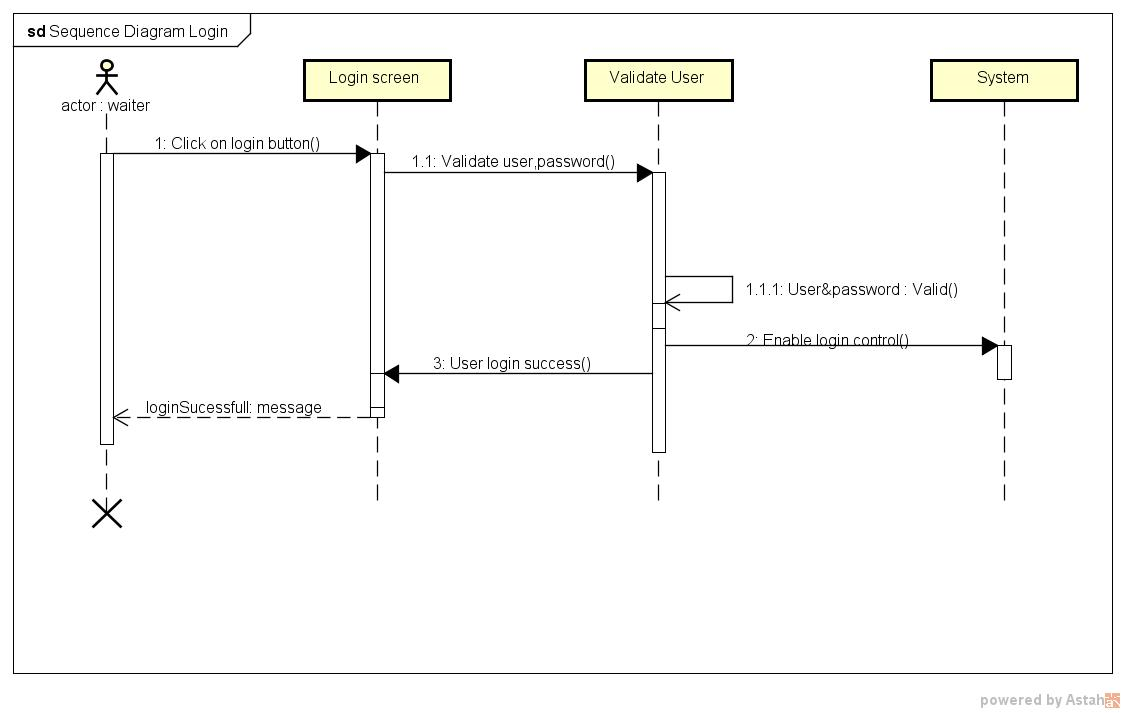 sd Sequence Diagram Login
actor : waiter
Login screen
Validate User
System
1: Click on login button()
1.1: Validate user,password()
1.1.1: User&password : Valid()
2: Enable login control()
3: User login success()
loginSucessfull: message
powered by Astah